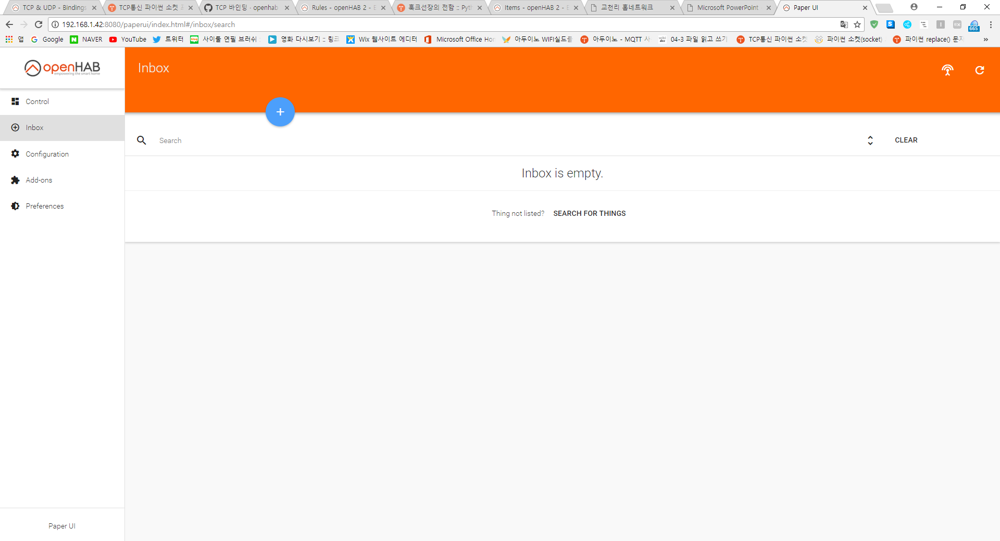 TCP & UDP - Bindings
TCP통신 파이썬 소켓
TCP 바인딩 · openhab
Rules - openHAB 2 - E
훅크선장의 전함 :: Pyth
Items - openHAB 2 - E
교천리 홈네트워크
Microsoft PowerPoint
Paper UI
192.168.1.42:8080/paperui/index.html#/inbox/search
665
앱
Google
NAVER
YouTube
트위터
사이툴 연필 브러쉬
영화 다시보기 :: 링크
Wix 웹사이트 에디터
Microsoft Office Hor
아두이노 WIFI실드를
아두이노 - MQTT 사
04-3 파일 읽고 쓰기
TCP통신 파이썬 소켓
파이썬 소켓(socket)
파이썬 replace() 문자
»
openHAB
empowering the smart home
Inbox
Control
Inbox
Configuration
Add-ons
Preferences
Search
CLEAR
Inbox is empty.
Thing not listed? SEARCH FOR THINGS
Paper UI